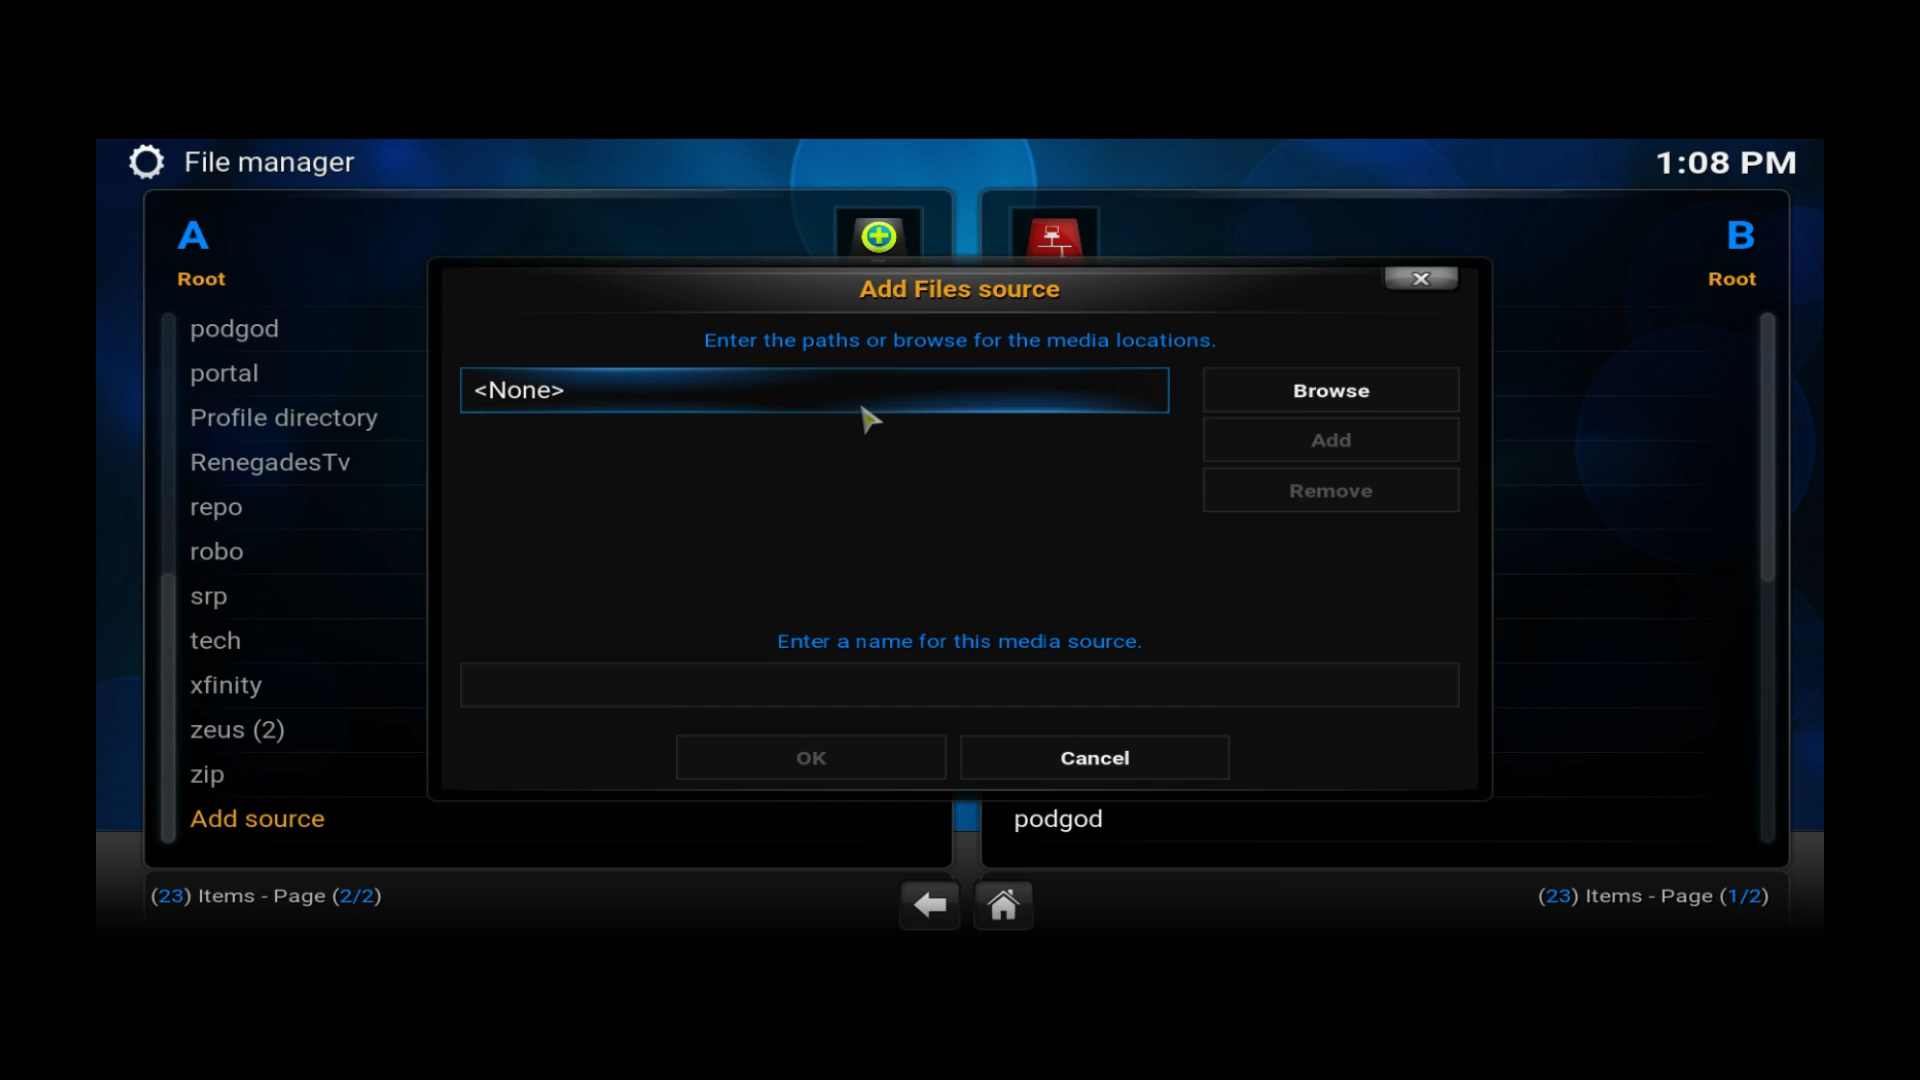 File manager
1:08 PM
A
B
Root
Root
Add Files source
Enter the paths or browse for the media locations.
<None>
Browse
Add
Remove
Enter a name for this media source.
OK
Cancel
podgod
portal
Profile directory
RenegadesTv
repo
robo
srp
tech
xfinity
zeus (2)
zip
Add source
podgod
(23) Items - Page (2/2)
(23) Items - Page (1/2)